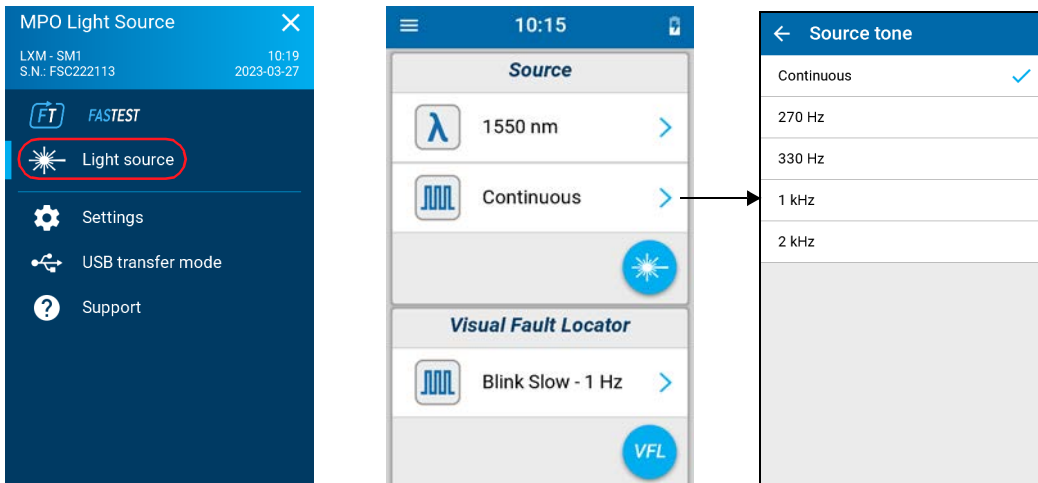 MPO Light Source
LXM - SM1 10:19
S.N.: FSC222113 2023-03-27
FT FASTEST
Light source
Settings
USB transfer mode
? Support
10:15
Source
λ 1550 nm
Continuous
Visual Fault Locator
Blink Slow - 1 Hz
VFL
Source tone
Continuous
270 Hz
330 Hz
1 kHz
2 kHz